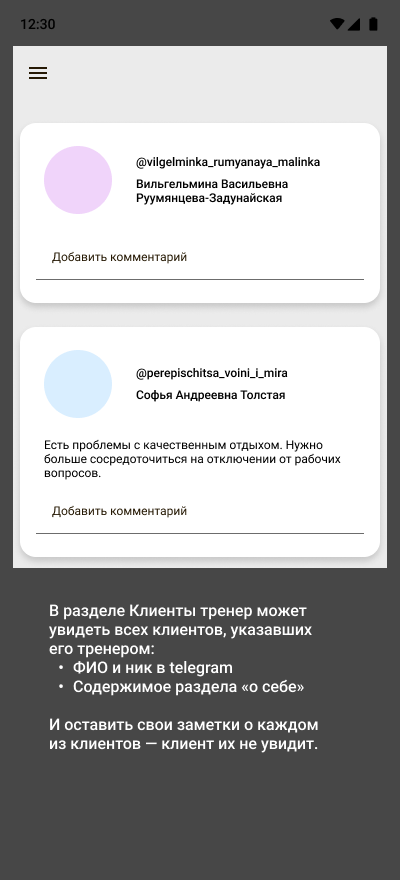 12:30
@vilgelminka_rumyanaya_malinka
Вильгельмина Васильевна
Руумянцева-Задунайская
Добавить комментарий
@perepischitsa_voini_i_mira
Софья Андреевна Толстая
Есть проблемы с качественным отдыхом. Нужно
больше сосредоточиться на отключении от рабочих
вопросов.
Добавить комментарий
В разделе Клиенты тренер может
увидеть всех клиентов, указавших
его тренером:
• ФИО и ник в telegram
• Содержимое раздела «о себе»
И оставить свои заметки о каждом
из клиентов — клиент их не увидит.